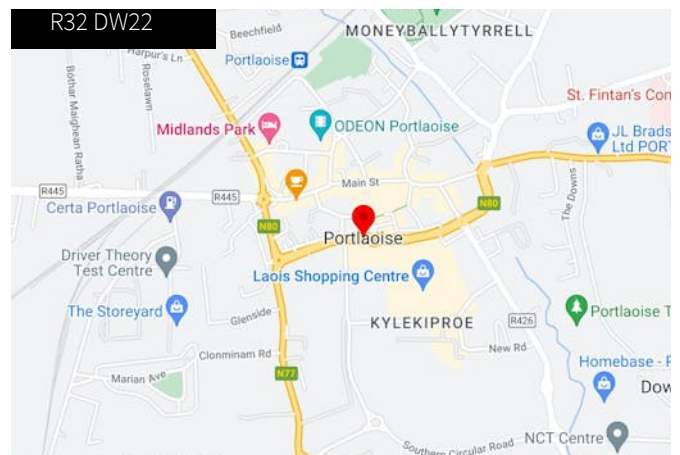 R32 DW22
Beechfield
MONEYBALLYTYRRELL
Harpur's Ln
Portlaoise
Roselawn
Bóthar Maighean Ratha
St. Fintan's Con
Midlands Park
ODEON Portlaoise
JL Brads
Ltd PORT
Main St
R445
R445
Certa Portlaoise
N80
N80
The Downs
Portlaoise
Driver Theory
Test Centre
Laois Shopping Centre
The Storeyard
Glenside
KYLEKIPROE
R426
Portlaoise T
New Rd
Clonminam Rd
Homebase - P
Marian Ave
N77
Dow
NCT Centre
Southern Circular Road